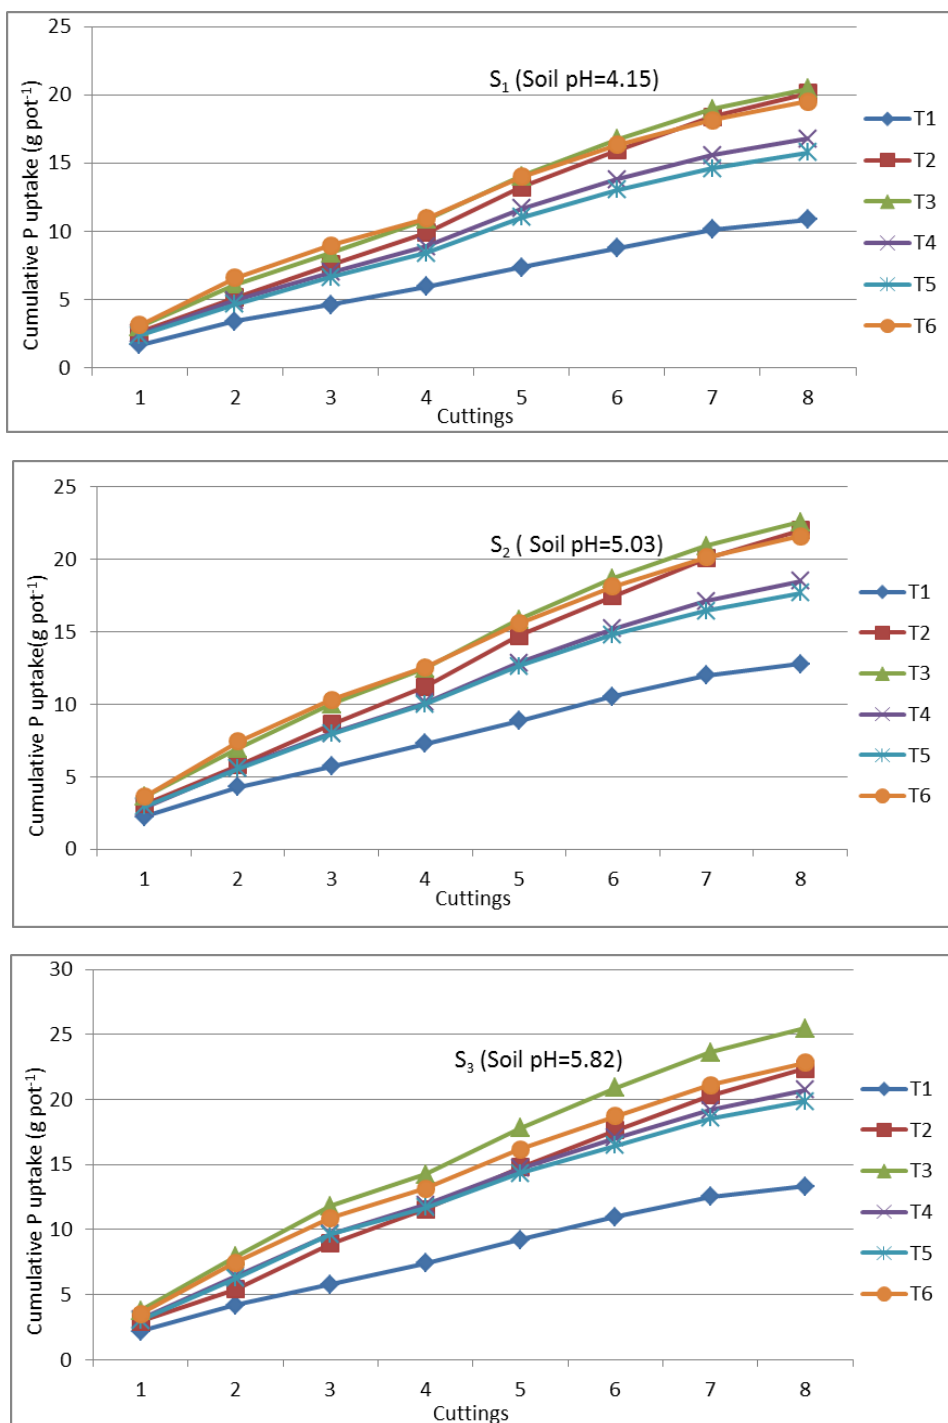 25
20
15
10
5
0
Cumulative P uptake (g pot⁻¹)
S₁ (Soil pH=4.15)
T1
T2
T3
T4
T5
T6
1 2 3 4 5 6 7 8
Cuttings
25
20
15
10
5
0
Cumulative P uptake(g pot⁻¹)
S₂ ( Soil pH=5.03)
T1
T2
T3
T4
T5
T6
1 2 3 4 5 6 7 8
Cuttings
30
25
20
15
10
5
0
Cumulative P uptake (g pot⁻¹)
S₃ (Soil pH=5.82)
T1
T2
T3
T4
T5
T6
1 2 3 4 5 6 7 8
Cuttings